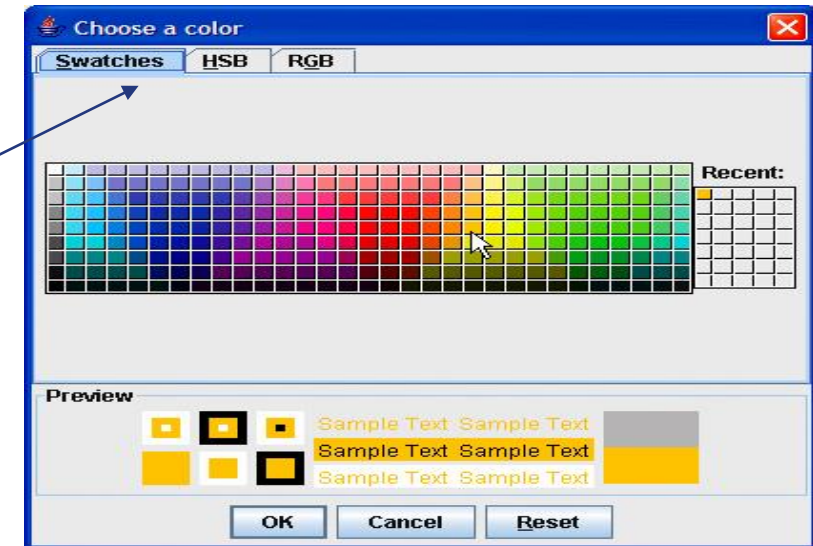 Choose a color
Swatches HSB RGB
Recent:
Preview
Sample Text Sample Text
Sample Text Sample Text
Sample Text Sample Text
OK Cancel Reset